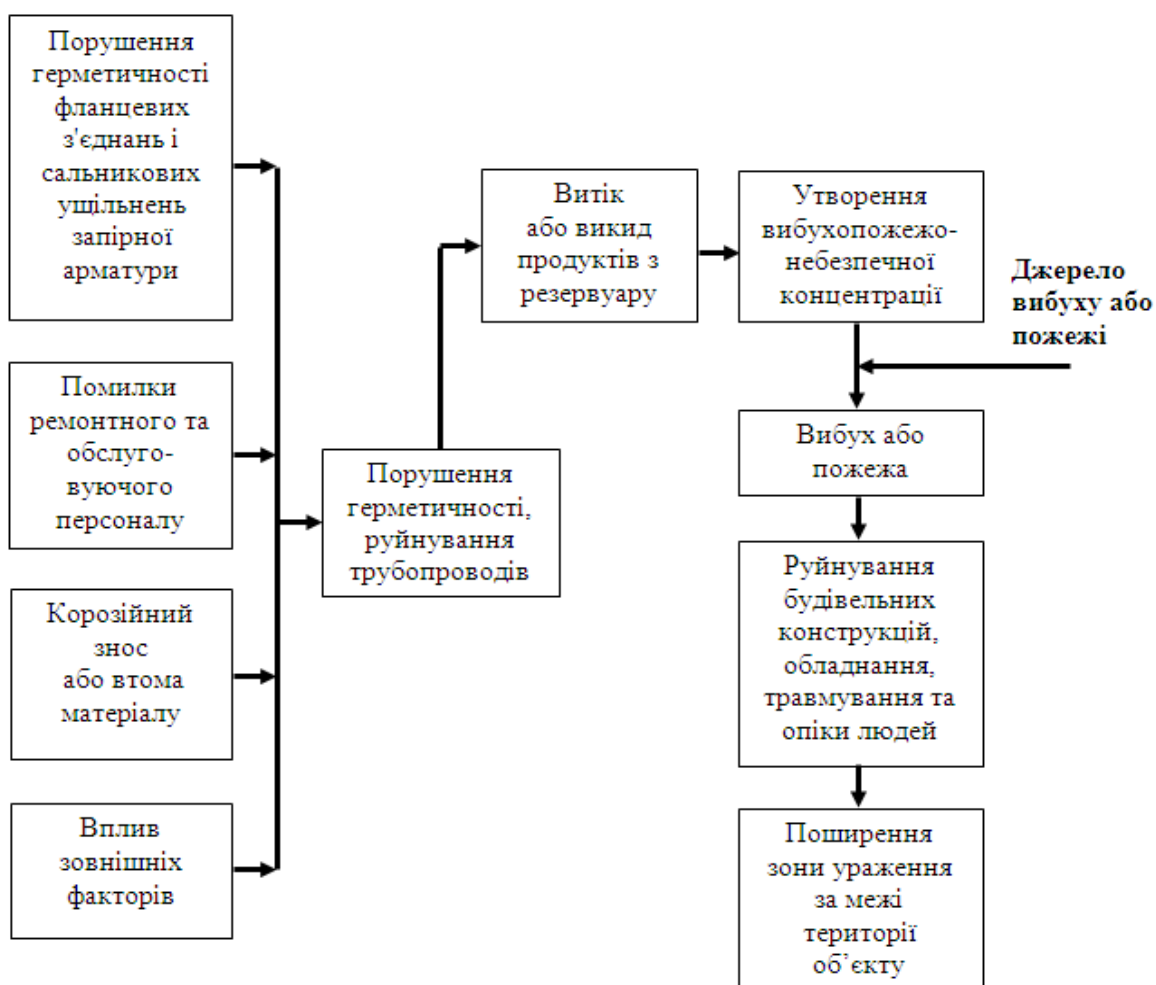 Порушення
герметичності
фланцевих
з'єднань і
сальникових
ущільнень
запірної
арматури
Помилки
ремонтного та
обслуго-
вуючого
персоналу
Корозійний
знос
або втома
матеріалу
Вплив
зовнішніх
факторів
Порушення
герметичності,
руйнування
трубопроводів
Витік
або викид
продуктів з
резервуару
Утворення
вибухопожежо-
небезпечної
концентрації
Джерело
вибуху або
пожежі
Вибух або
пожежа
Руйнування
будівельних
конструкцій,
обладнання,
травмування та
опіки людей
Поширення
зони ураження
за межі
території
об’єкту